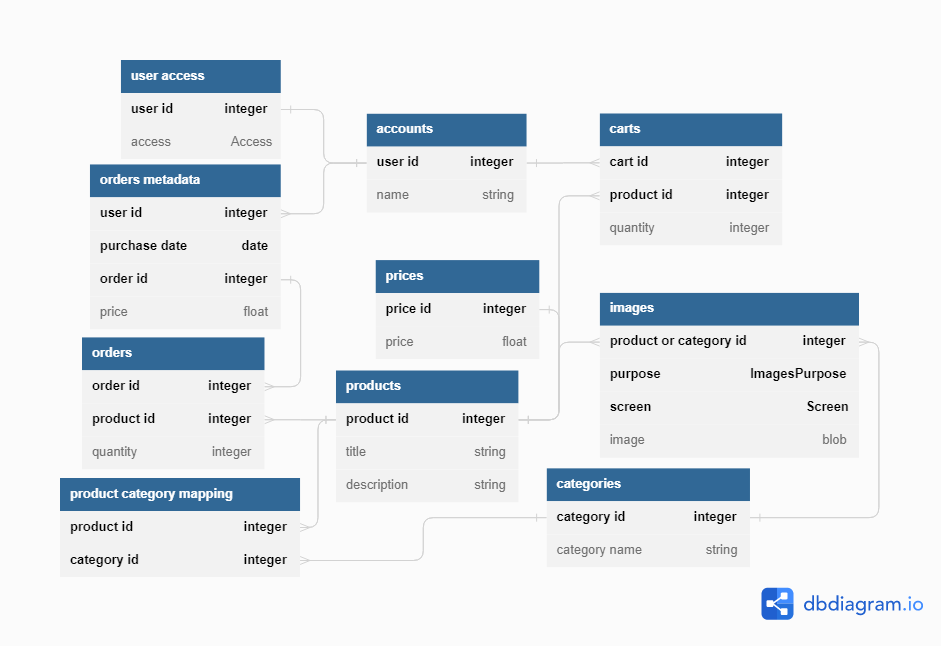 user access
user id integer
access Access
orders metadata
user id integer
purchase date date
order id integer
price float
orders
order id integer
product id integer
quantity integer
product category mapping
product id integer
category id integer
accounts
user id integer
name string
prices
price id integer
price float
products
product id integer
title string
description string
carts
cart id integer
product id integer
quantity integer
images
product or category id integer
purpose ImagesPurpose
screen Screen
image blob
categories
category id integer
category name string
dbdiagram.io